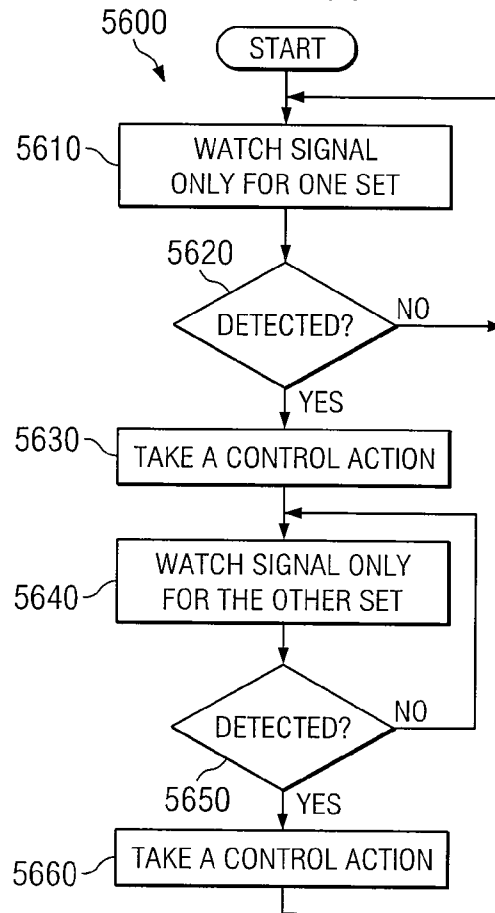 5600
START
5610
WATCH SIGNAL
ONLY FOR ONE SET
5620
DETECTED?
NO
YES
5630
TAKE A CONTROL ACTION
5640
WATCH SIGNAL ONLY
FOR THE OTHER SET
DETECTED?
NO
5650
YES
5660
TAKE A CONTROL ACTION